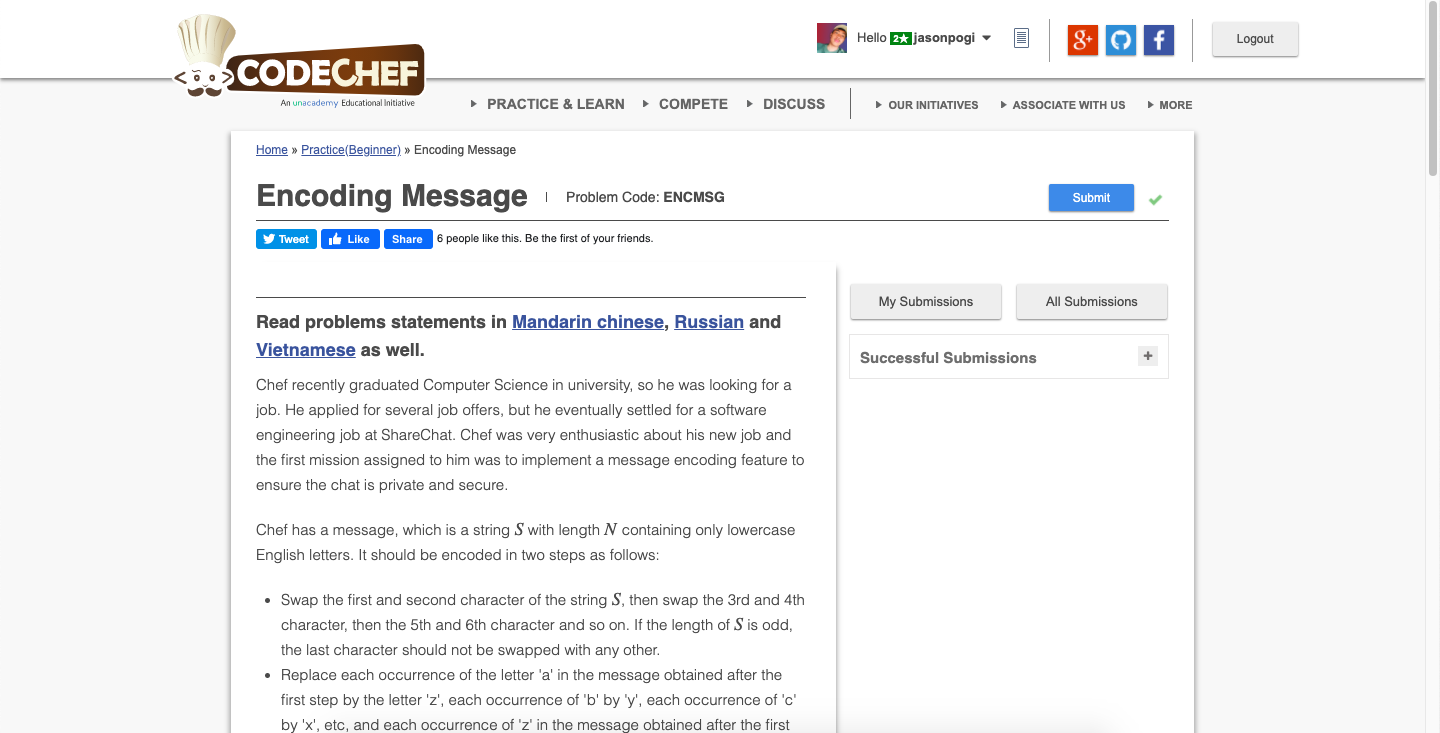 CODECHEF
An unacademy Educational Initiative
Hello 2★ jasonpogi
Logout
PRACTICE & LEARN COMPETE DISCUSS OUR INITIATIVES ASSOCIATE WITH US MORE
Home » Practice(Beginner) » Encoding Message
Encoding Message Problem Code: ENCMSG Submit
Tweet Like Share 6 people like this. Be the first of your friends.
Read problems statements in Mandarin chinese, Russian and
Vietnamese as well.
Chef recently graduated Computer Science in university, so he was looking for a
job. He applied for several job offers, but he eventually settled for a software
engineering job at ShareChat. Chef was very enthusiastic about his new job and
the first mission assigned to him was to implement a message encoding feature to
ensure the chat is private and secure.
Chef has a message, which is a string S with length N containing only lowercase
English letters. It should be encoded in two steps as follows:
• Swap the first and second character of the string S, then swap the 3rd and 4th
character, then the 5th and 6th character and so on. If the length of S is odd,
the last character should not be swapped with any other.
• Replace each occurrence of the letter 'a' in the message obtained after the
first step by the letter 'z', each occurrence of 'b' by 'y', each occurrence of 'c'
by 'x', etc, and each occurrence of 'z' in the message obtained after the first
My Submissions All Submissions
Successful Submissions +